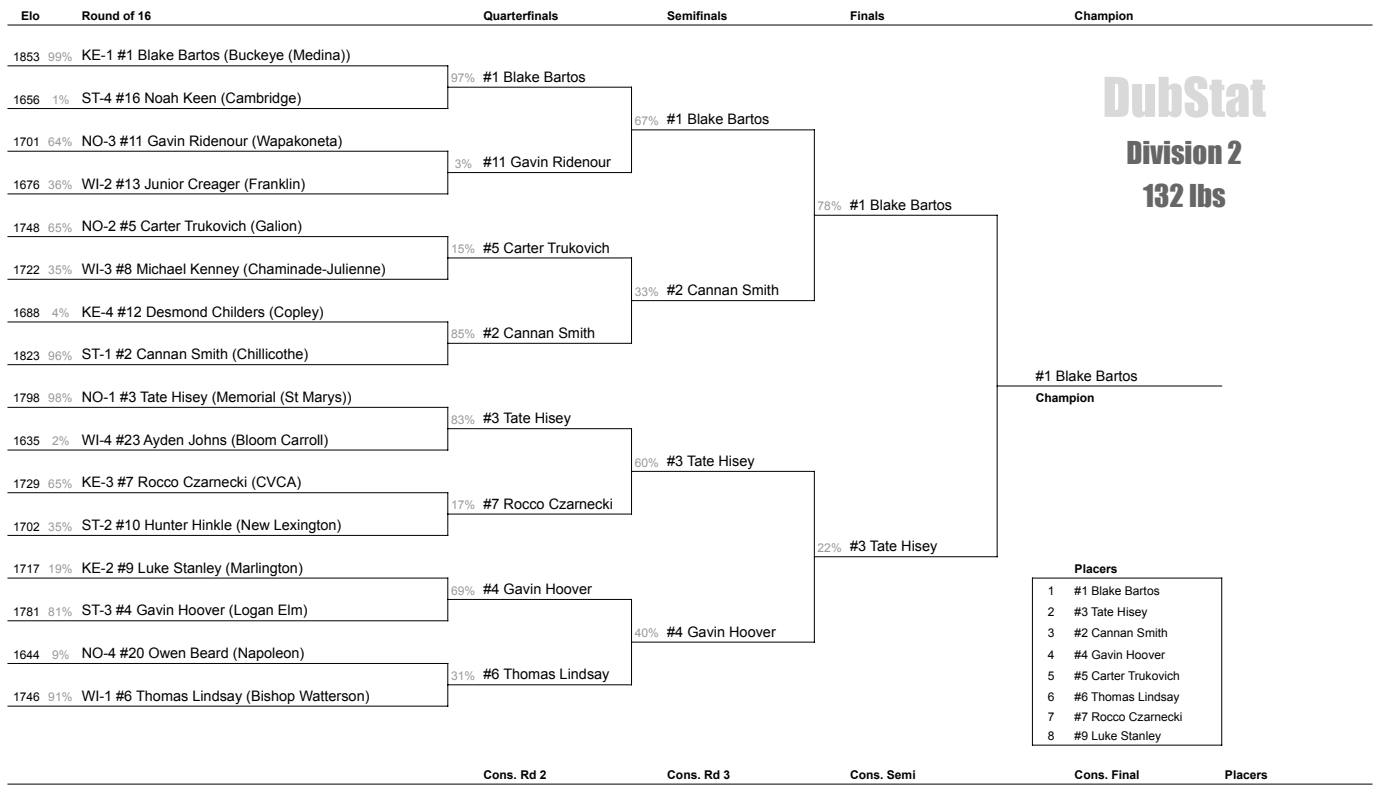 Elo Round of 16 Quarterfinals Semifinals Finals Champion
1853 99% KE-1 #1 Blake Bartos (Buckeye (Medina))
97% #1 Blake Bartos
1656 1% ST-4 #16 Noah Keen (Cambridge)
67% #1 Blake Bartos
1701 64% NO-3 #11 Gavin Ridenour (Wapakoneta)
3% #11 Gavin Ridenour
1676 36% WI-2 #13 Junior Creager (Franklin)
78% #1 Blake Bartos
1748 65% NO-2 #5 Carter Trukovich (Galion)
15% #5 Carter Trukovich
1722 35% WI-3 #8 Michael Kenney (Chaminade-Julienne)
33% #2 Cannan Smith
1688 4% KE-4 #12 Desmond Childers (Copley)
85% #2 Cannan Smith
1823 96% ST-1 #2 Cannan Smith (Chillicothe)
#1 Blake Bartos
Champion
1798 98% NO-1 #3 Tate Hisey (Memorial (St Marys))
83% #3 Tate Hisey
1635 2% WI-4 #23 Ayden Johns (Bloom Carroll)
60% #3 Tate Hisey
1729 65% KE-3 #7 Rocco Czarnecki (CVCA)
17% #7 Rocco Czarnecki
1702 35% ST-2 #10 Hunter Hinkle (New Lexington)
22% #3 Tate Hisey
1717 19% KE-2 #9 Luke Stanley (Marlington)
69% #4 Gavin Hoover
1781 81% ST-3 #4 Gavin Hoover (Logan Elm)
40% #4 Gavin Hoover
1644 9% NO-4 #20 Owen Beard (Napoleon)
31% #6 Thomas Lindsay
1746 91% WI-1 #6 Thomas Lindsay (Bishop Watterson)
DubStat
Division 2
132 lbs
Placers
1 #1 Blake Bartos
2 #3 Tate Hisey
3 #2 Cannan Smith
4 #4 Gavin Hoover
5 #5 Carter Trukovich
6 #6 Thomas Lindsay
7 #7 Rocco Czarnecki
8 #9 Luke Stanley
Cons. Rd 2 Cons. Rd 3 Cons. Semi Cons. Final Placers